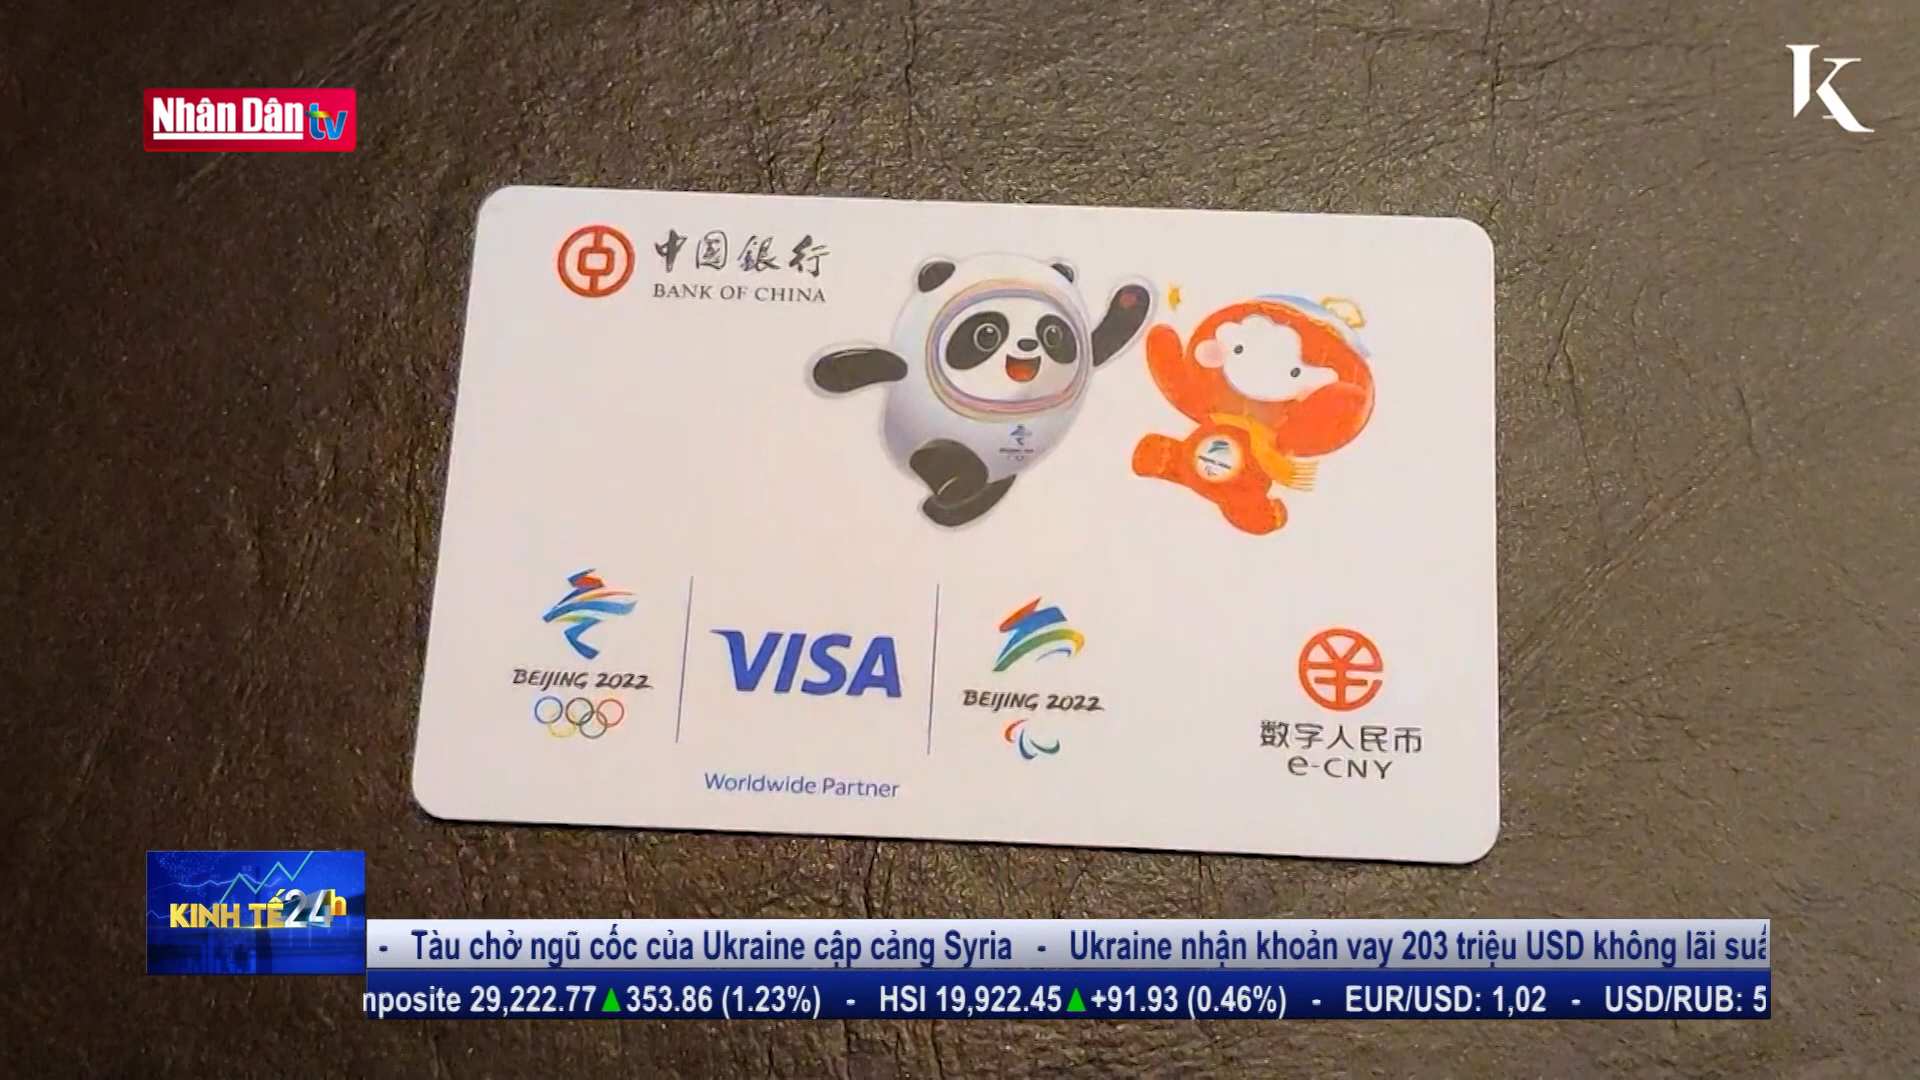 Nhân Dân tv
K
中国银行
BANK OF CHINA
BEIJING 2022
VISA
Worldwide Partner
BEIJING 2022
数字人民币
e-CNY
KINH TẾ 24h
- Tàu chở ngũ cốc của Ukraine cập cảng Syria - Ukraine nhận khoản vay 203 triệu USD không lãi
mposite 29,222.77▲353.86 (1.23%) - HSI 19,922.45▲+91.93 (0.46%) - EUR/USD: 1,02 - USD/RUB: 5